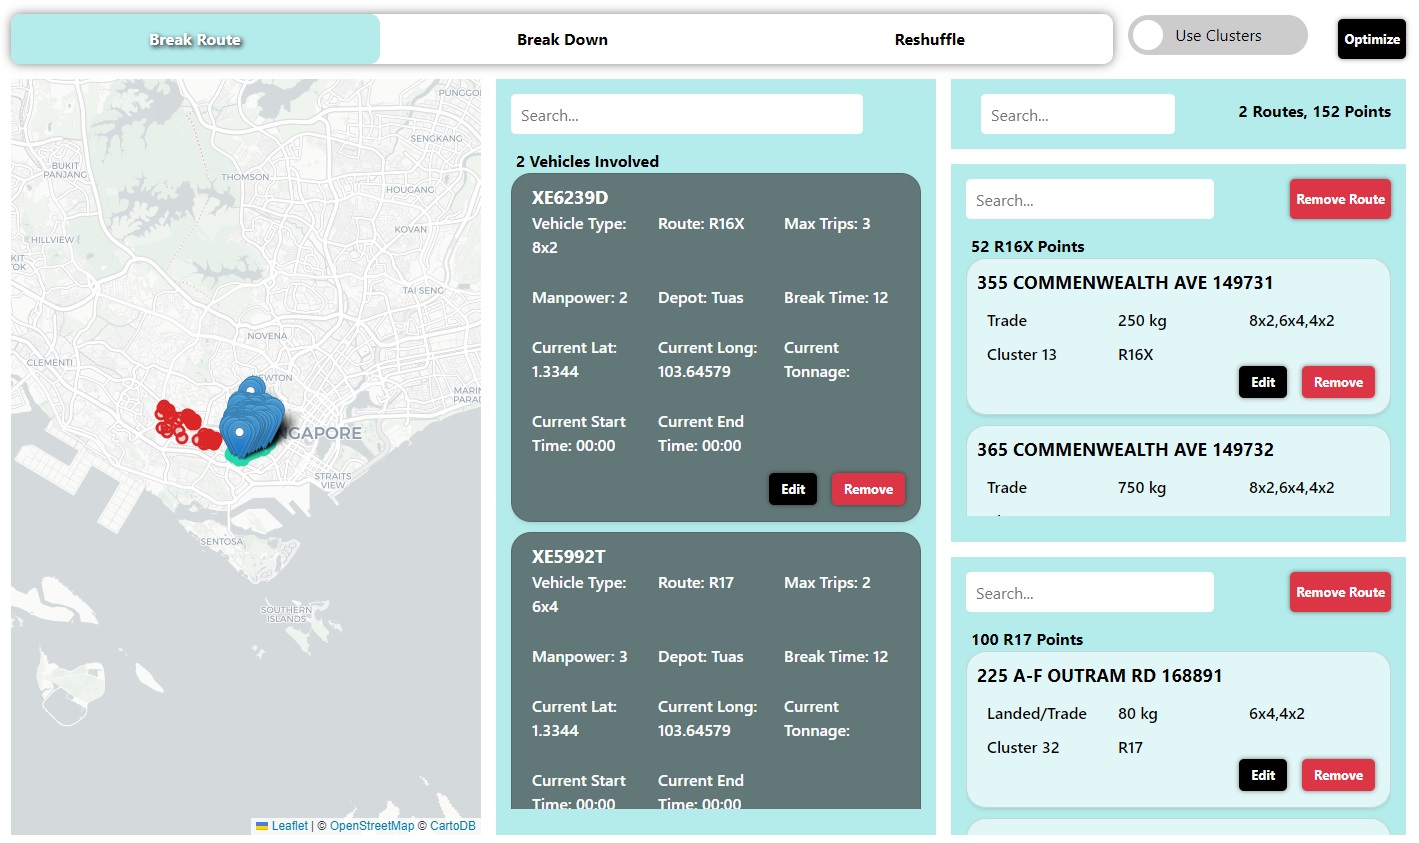 Break Route
Break Down
Reshuffle
Use Clusters
Optimize
PUNGGO
SENGKANG
BUKIT
PANJANG
THOMSON
HOUGANG
KOVAN
HILLVIEW
KIT
TOK
TAI SENG
NOVENA
CLEMENTI
EWTON
MARIN
PARAD
NGAPORE
STRAITS
VIEW
SENTOSA
SOUTHERN
ISLANDS
Leaflet | © OpenStreetMap © CartoDB
Search...
2 Vehicles Involved
XE6239D
Vehicle Type: 8x2
Route: R16X
Max Trips: 3
Manpower: 2
Depot: Tuas
Break Time: 12
Current Lat: 1.3344
Current Long: 103.64579
Current Tonnage:
Current Start Time: 00:00
Current End Time: 00:00
Edit
Remove
XE5992T
Vehicle Type: 6x4
Route: R17
Max Trips: 2
Manpower: 3
Depot: Tuas
Break Time: 12
Current Lat: 1.3344
Current Long: 103.64579
Current Tonnage:
Current Start Time: 00:00
Current End Time: 00:00
Search...
2 Routes, 152 Points
Search...
Remove Route
52 R16X Points
355 COMMENWEALTH AVE 149731
Trade
250 kg
8x2,6x4,4x2
Cluster 13
R16X
Edit
Remove
365 COMMENWEALTH AVE 149732
Trade
750 kg
8x2,6x4,4x2
Search...
Remove Route
100 R17 Points
225 A-F OUTRAM RD 168891
Landed/Trade
80 kg
6x4,4x2
Cluster 32
R17
Edit
Remove